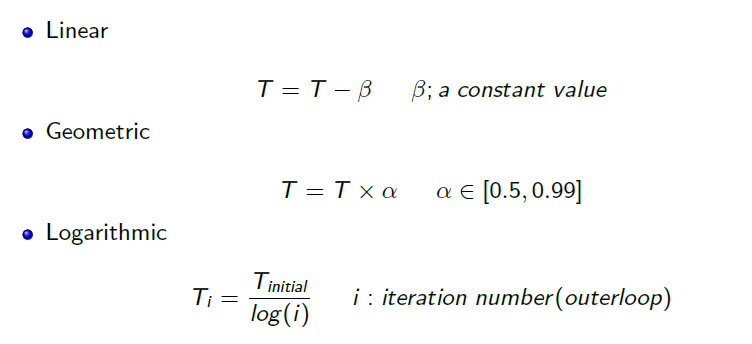 Linear
T = T − β β; a constant value
Geometric
T = T × α α ∈ [0.5, 0.99]
Logarithmic
T_i = T_initial / log(i) i : iteration number(outerloop)